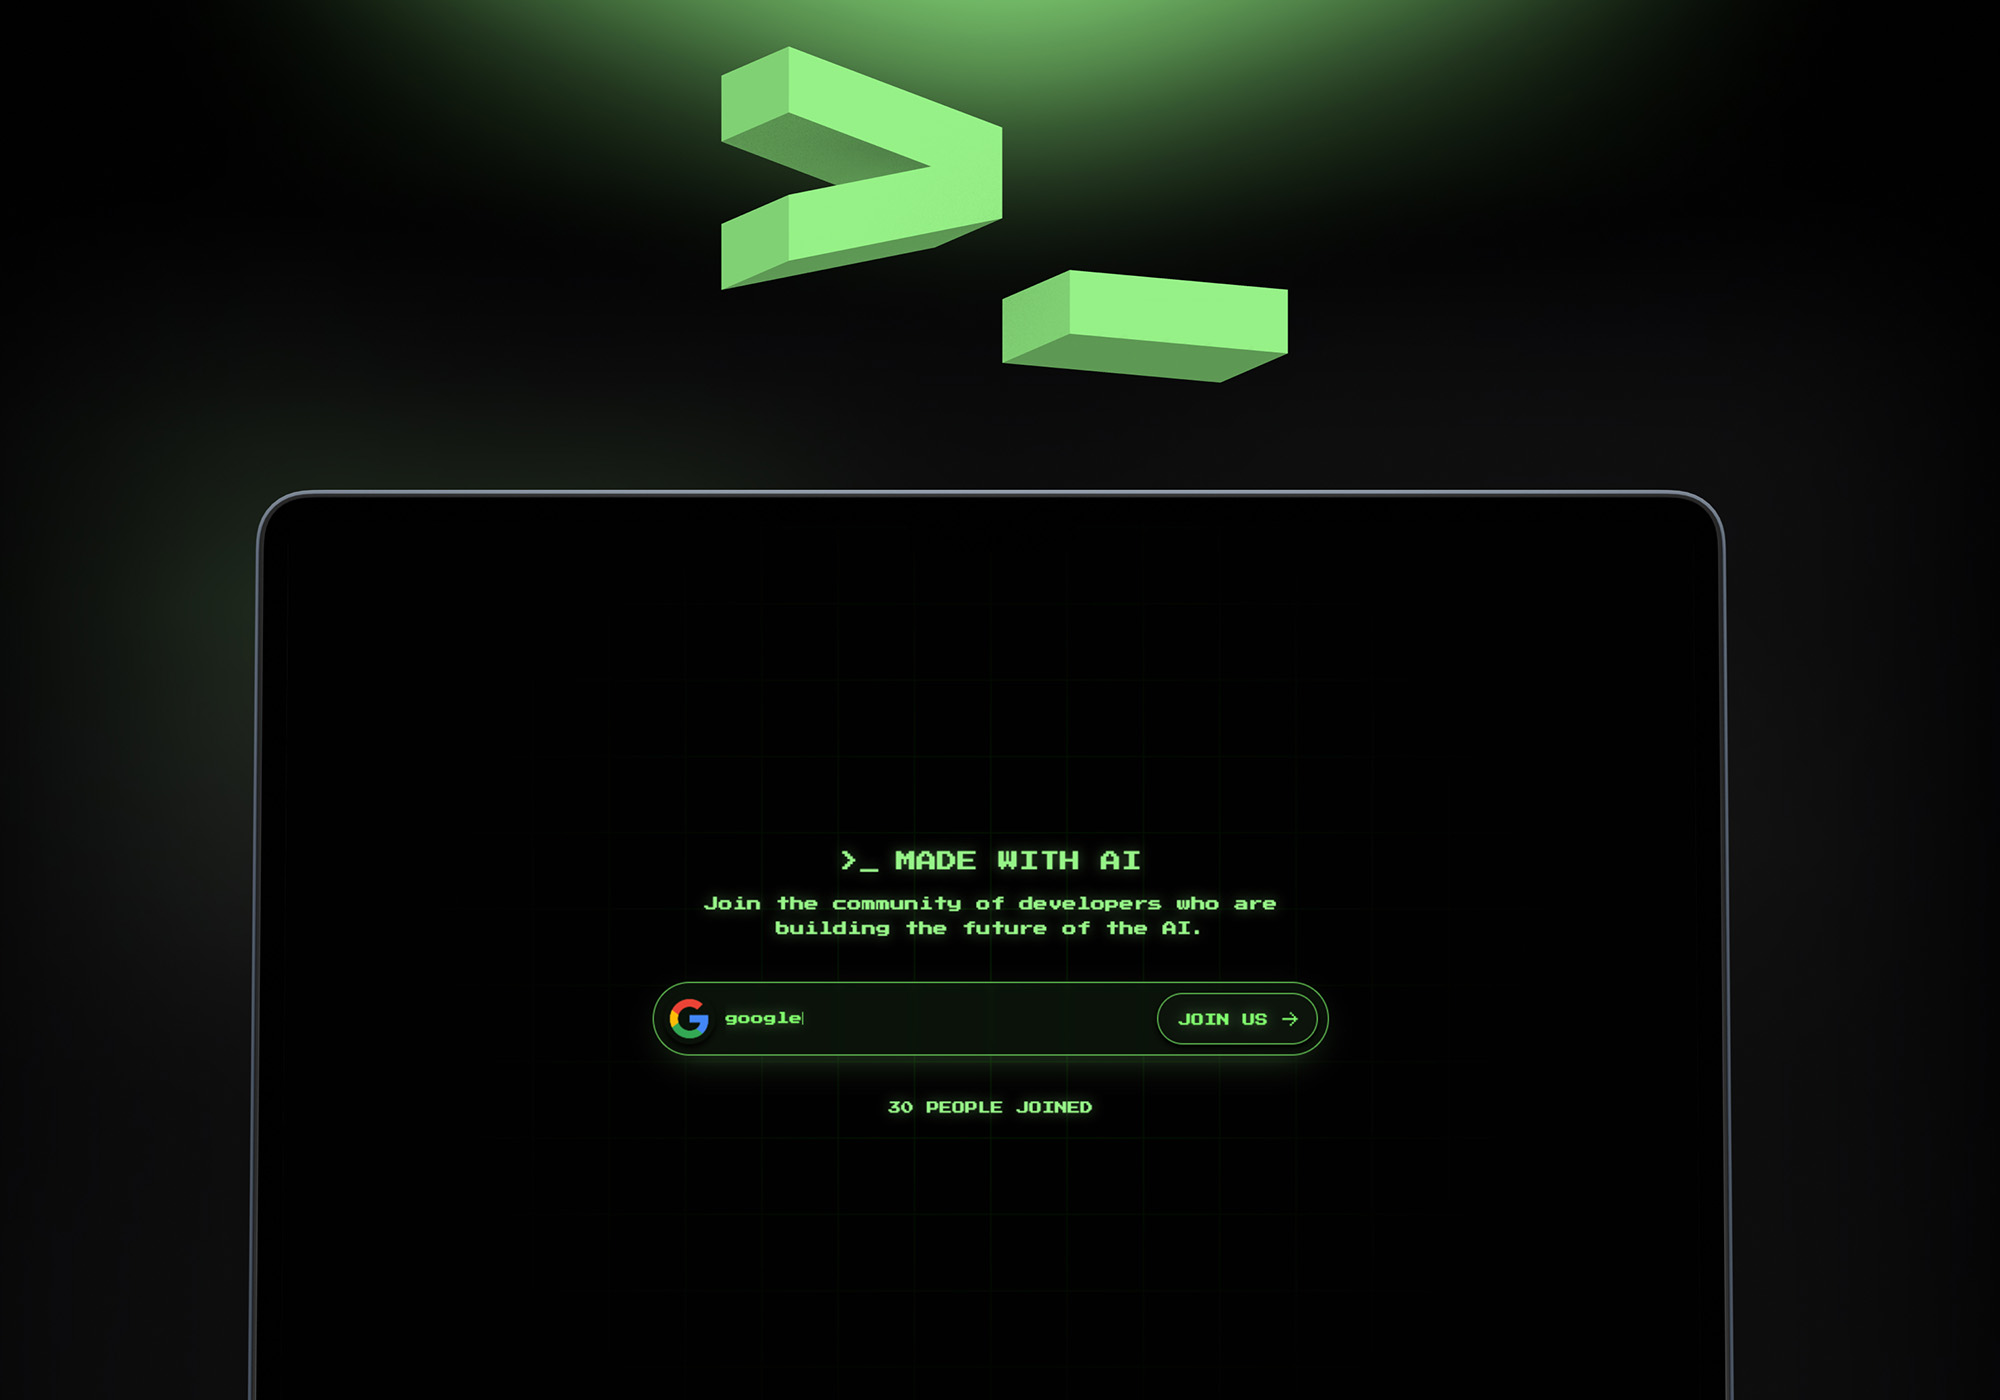 >_
>_ MADE WITH AI
Join the community of developers who are
building the future of the AI.
G google
JOIN US →
30 PEOPLE JOINED